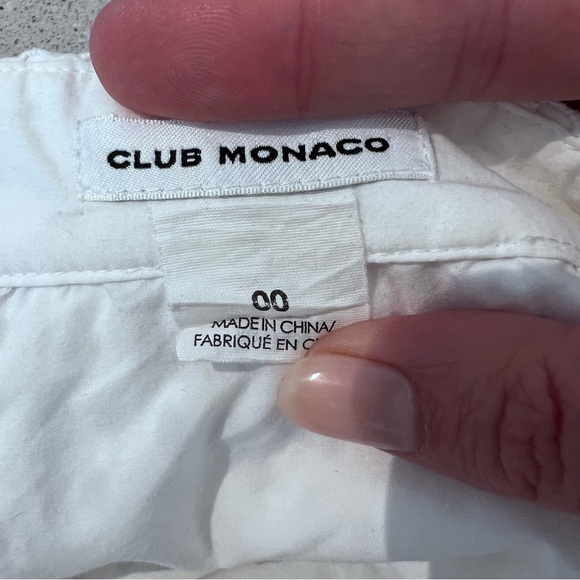 CLUB MONACO
00
MADE IN CHINA/
FABRIQUÉ EN